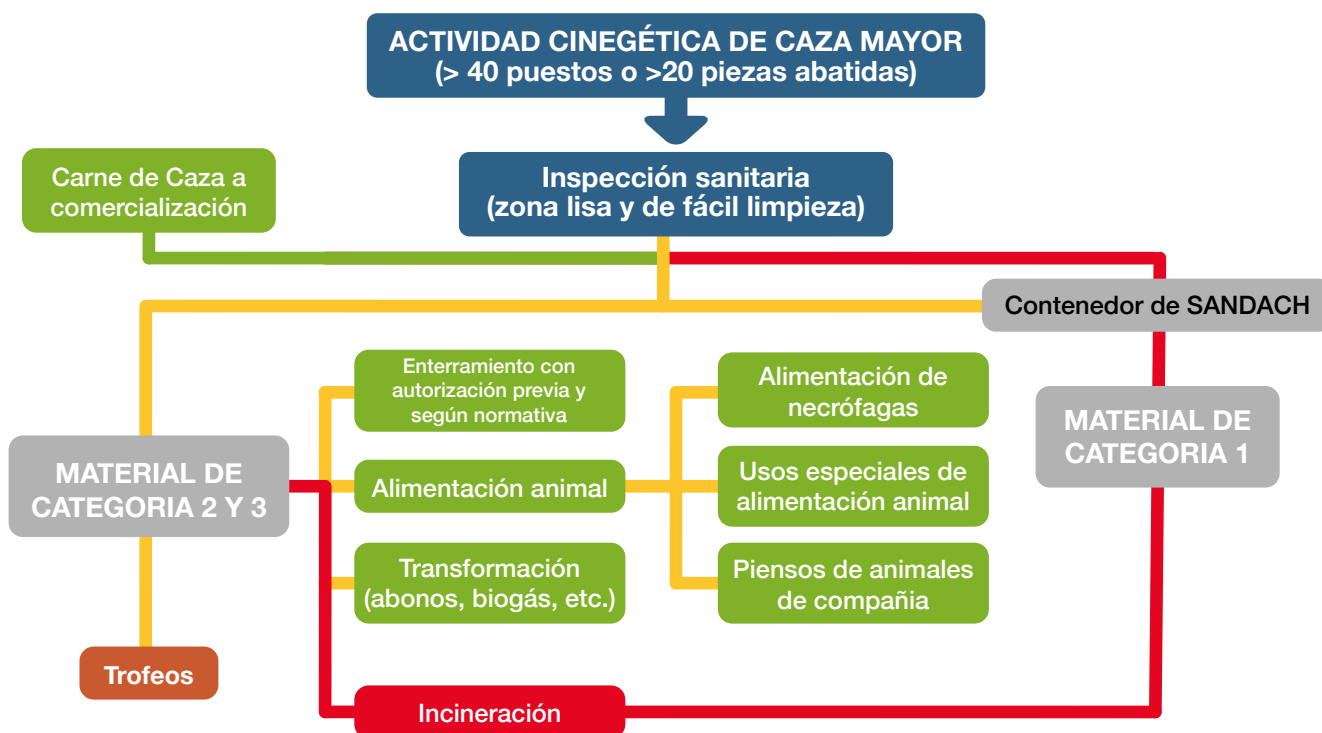 ACTIVIDAD CINEGÉTICA DE CAZA MAYOR
(> 40 puestos o >20 piezas abatidas)
Carne de Caza a
comercialización
Inspección sanitaria
(zona lisa y de fácil limpieza)
Contenedor de SANDACH
Enterramiento con
autorización previa y
según normativa
Alimentación de
necrófagas
MATERIAL DE
CATEGORIA 1
MATERIAL DE
CATEGORIA 2 Y 3
Alimentación animal
Usos especiales de
alimentación animal
Transformación
(abonos, biogás, etc.)
Piensos de animales
de compañia
Trofeos
Incineración